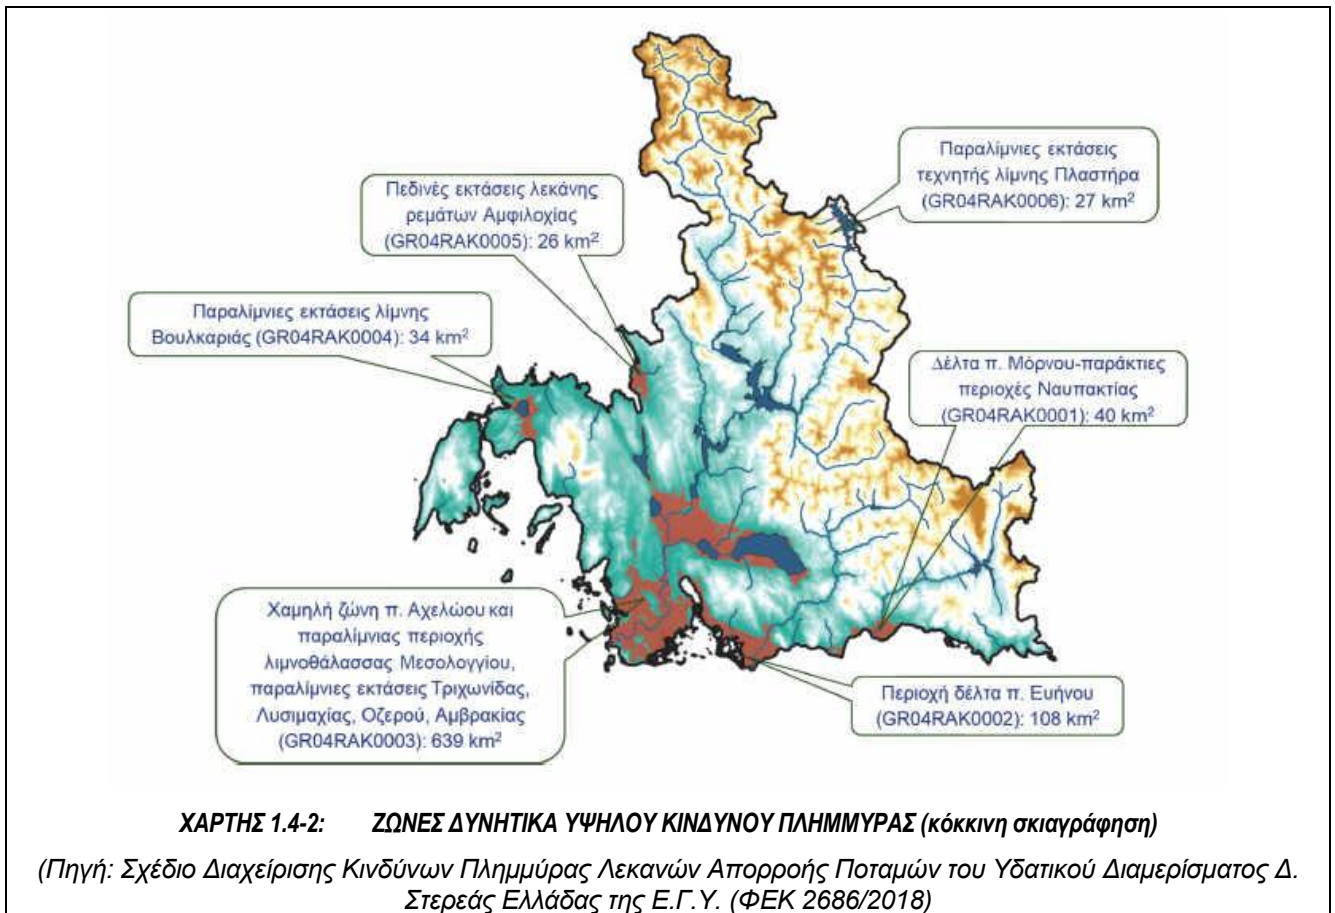 Παραλίμνιες εκτάσεις
τεχνητής λίμνης Πλαστήρα
(GR04RAK0006): 27 km²
Πεδινές εκτάσεις λεκάνης
ρεμάτων Αμφιλοχίας
(GR04RAK0005): 26 km²
Παραλίμνιες εκτάσεις λίμνης
Βουλκαριάς (GR04RAK0004): 34 km²
Δέλτα π. Μόρνου-παράκτιες
περιοχές Ναυπακτίας
(GR04RAK0001): 40 km²
Χαμηλή ζώνη π. Αχελώου και
παραλίμνιας περιοχής
λιμνοθάλασσας Μεσολογγίου,
παραλίμνιες εκτάσεις Τριχωνίδας,
Λυσιμαχίας, Οζερού, Αμβρακίας
(GR04RAK0003): 639 km²
Περιοχή δέλτα π. Ευήνου
(GR04RAK0002): 108 km²
ΧΑΡΤΗΣ 1.4-2: ΖΩΝΕΣ ΔΥΝΗΤΙΚΑ ΥΨΗΛΟΥ ΚΙΝΔΥΝΟΥ ΠΛΗΜΜΥΡΑΣ (κόκκινη σκιαγράφηση)
(Πηγή: Σχέδιο Διαχείρισης Κινδύνων Πλημμύρας Λεκανών Απορροής Ποταμών του Υδατικού Διαμερίσματος Δ.
Στερεάς Ελλάδας της Ε.Γ.Υ. (ΦΕΚ 2686/2018)